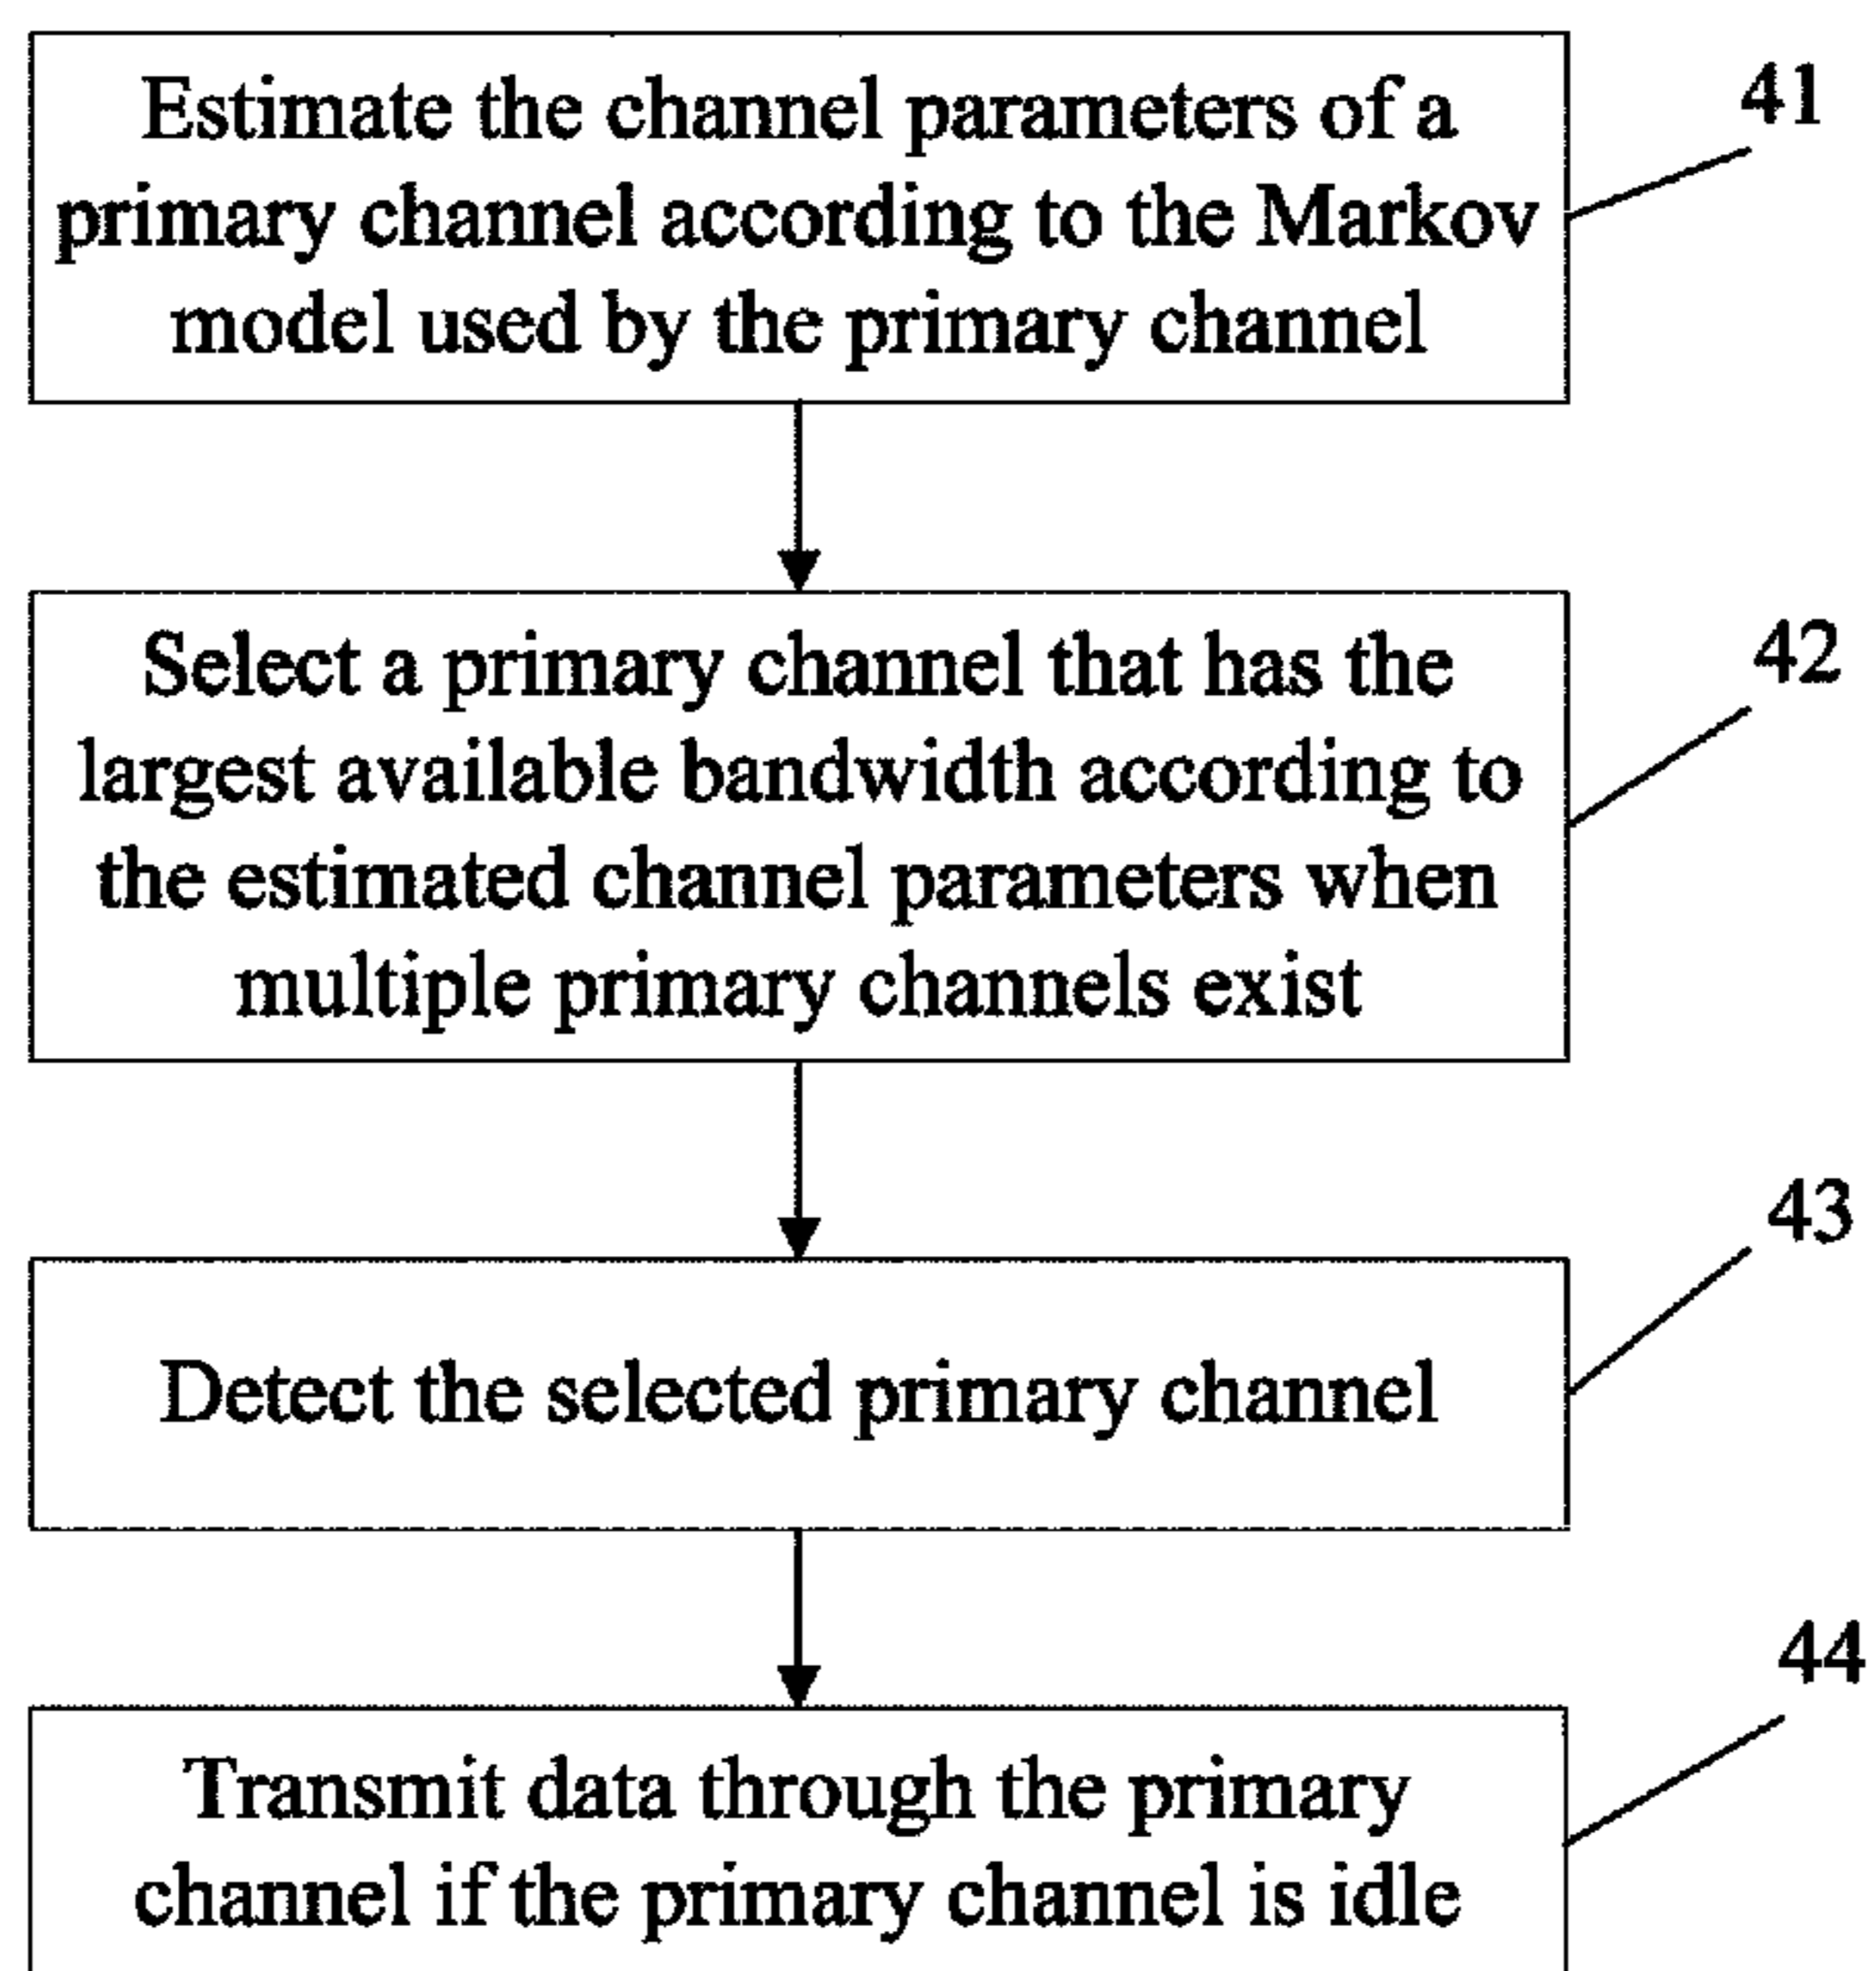 Estimate the channel parameters of a
primary channel according to the Markov
model used by the primary channel
41
Select a primary channel that has the
largest available bandwidth according to
the estimated channel parameters when
multiple primary channels exist
42
Detect the selected primary channel
43
Transmit data through the primary
channel if the primary channel is idle
44